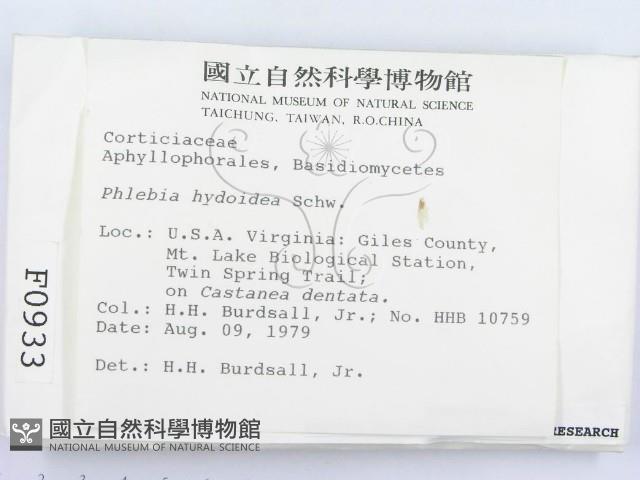 國立自然科學博物館
NATIONAL MUSEUM OF NATURAL SCIENCE
TAICHUNG, TAIWAN, R.O.CHINA
Corticiaceae
Aphyllophorales, Basidiomycetes
Phlebia hydoidea Schw.
Loc.: U.S.A. Virginia: Giles County,
Mt. Lake Biological Station,
Twin Spring Trail;
on Castanea dentata.
Col.: H.H. Burdsall, Jr.; No. HHB 10759
Date: Aug. 09, 1979
Det.: H.H. Burdsall, Jr.
F0933
RESEARCH
國立自然科學博物館
NATIONAL MUSEUM OF NATURAL SCIENCE